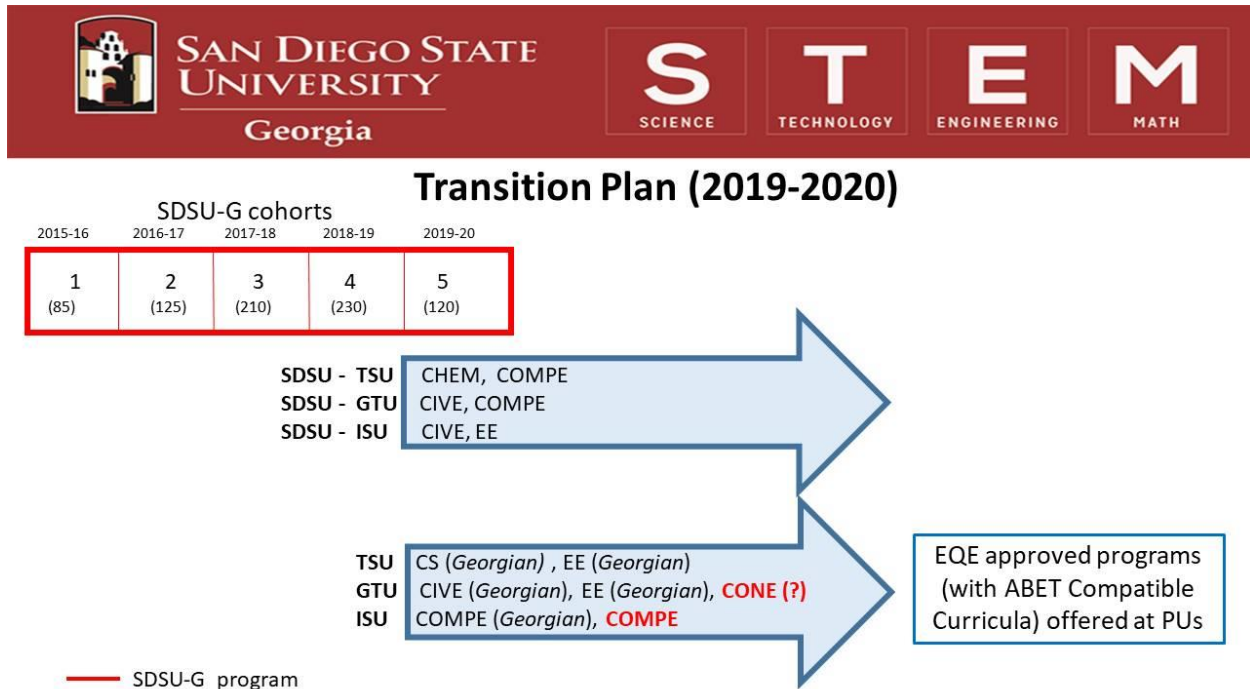 SAN DIEGO STATE
UNIVERSITY
Georgia
S T E M
SCIENCE TECHNOLOGY ENGINEERING MATH
Transition Plan (2019-2020)
SDSU-G cohorts
2015-16 2016-17 2017-18 2018-19 2019-20
1 2 3 4 5
(85) (125) (210) (230) (120)
SDSU - TSU CHEM, COMPE
SDSU - GTU CIVE, COMPE
SDSU - ISU CIVE, EE
TSU CS (Georgian) , EE (Georgian)
GTU CIVE (Georgian), EE (Georgian), CONE (?)
ISU COMPE (Georgian), COMPE
EQE approved programs
(with ABET Compatible
Curricula) offered at PUs
SDSU-G program